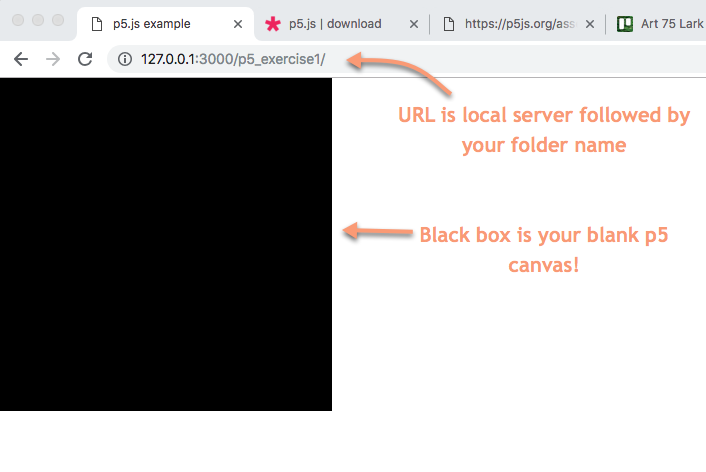 p5.js example
p5.js | download
https://p5js.org/ass
Art 75 Lark
127.0.0.1:3000/p5_exercise1/
URL is local server followed by
your folder name
Black box is your blank p5
canvas!